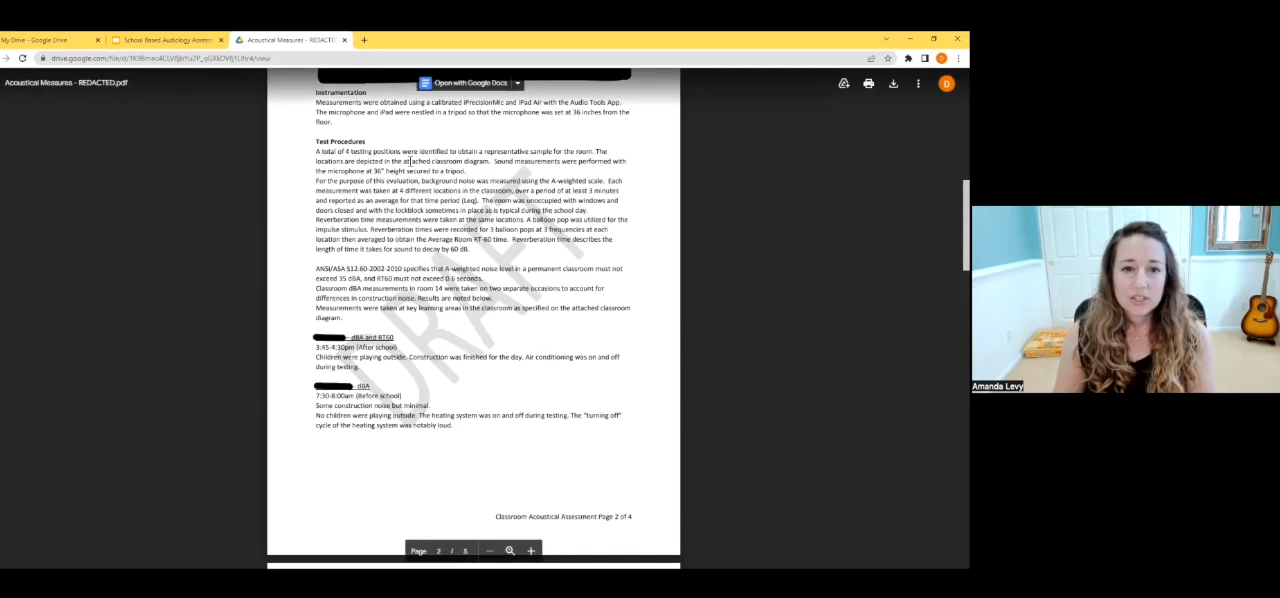 My Drive - Google Drive
School Based Audiology Assess
Acoustical Measures - REDACTE
Acoustical Measures - REDACTED.pdf
Open with Google Docs
D
Instrumentation
Measurements were obtained using a calibrated iPrecisionMic and iPad Air with the Audio Tools App.
The microphone and iPad were nestled in a tripod so that the microphone was set at 36 inches from the
floor.
Test Procedures
A total of 4 testing positions were identified to obtain a representative sample for the room. The
locations are depicted in the attached classroom diagram. Sound measurements were performed with
the microphone at 36" height secured to a tripod.
For the purpose of this evaluation, background noise was measured using the A-weighted scale. Each
measurement was taken at 4 different locations in the classroom, over a period of at least 3 minutes
and reported as an average for that time period (Leq). The room was unoccupied with windows and
doors closed and with the lockblock sometimes in place as is typical during the school day.
Reverberation time measurements were taken at the same locations. A balloon pop was utilized for the
impulse stimulus. Reverberation times were recorded for 3 balloon pops at 3 frequencies at each
location then averaged to obtain the Average Room RT-60 time. Reverberation time describes the
length of time it takes for sound to decay by 60 dB.
ANSI/ASA S12.60-2002-2010 specifies that A-weighted noise level in a permanent classroom must not
exceed 35 dBA, and RT60 must not exceed 0.6 seconds.
Classroom dBA measurements in room 14 were taken on two separate occasions to account for
differences in construction noise. Results are noted below.
Measurements were taken at key learning areas in the classroom as specified on the attached classroom
diagram.
– dBA and RT60
3:45-4:30pm (After school)
Children were playing outside. Construction was finished for the day. Air conditioning was on and off
during testing.
- dBA
7:30-8:00am (Before school)
Some construction noise but minimal.
No children were playing outside. The heating system was on and off during testing. The "turning off"
cycle of the heating system was notably loud.
DRAFT
Classroom Acoustical Assessment Page 2 of 4
Page 2 / 5
Amanda Levy